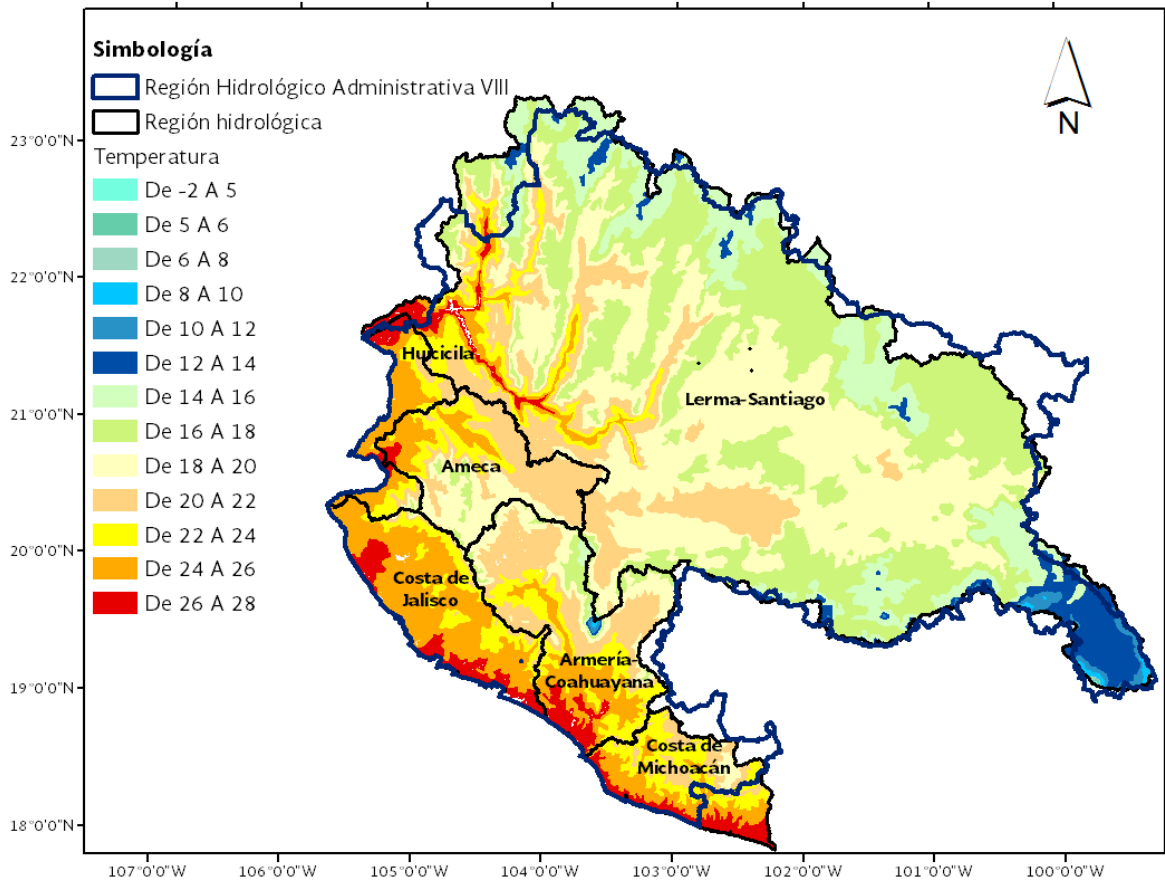 Simbología
Región Hidrológico Administrativa VIII
Región hidrológica
Temperatura
De -2 A 5
De 5 A 6
De 6 A 8
De 8 A 10
De 10 A 12
De 12 A 14
De 14 A 16
De 16 A 18
De 18 A 20
De 20 A 22
De 22 A 24
De 24 A 26
De 26 A 28
N
23°0'0"N
22°0'0"N
21°0'0"N
20°0'0"N
19°0'0"N
18°0'0"N
Huicicila
Lerma-Santiago
Ameca
Costa de
Jalisco
Armería-
Coahuayana
Costa de
Michoacán
107°0'0"W
106°0'0"W
105°0'0"W
104°0'0"W
103°0'0"W
102°0'0"W
101°0'0"W
100°0'0"W